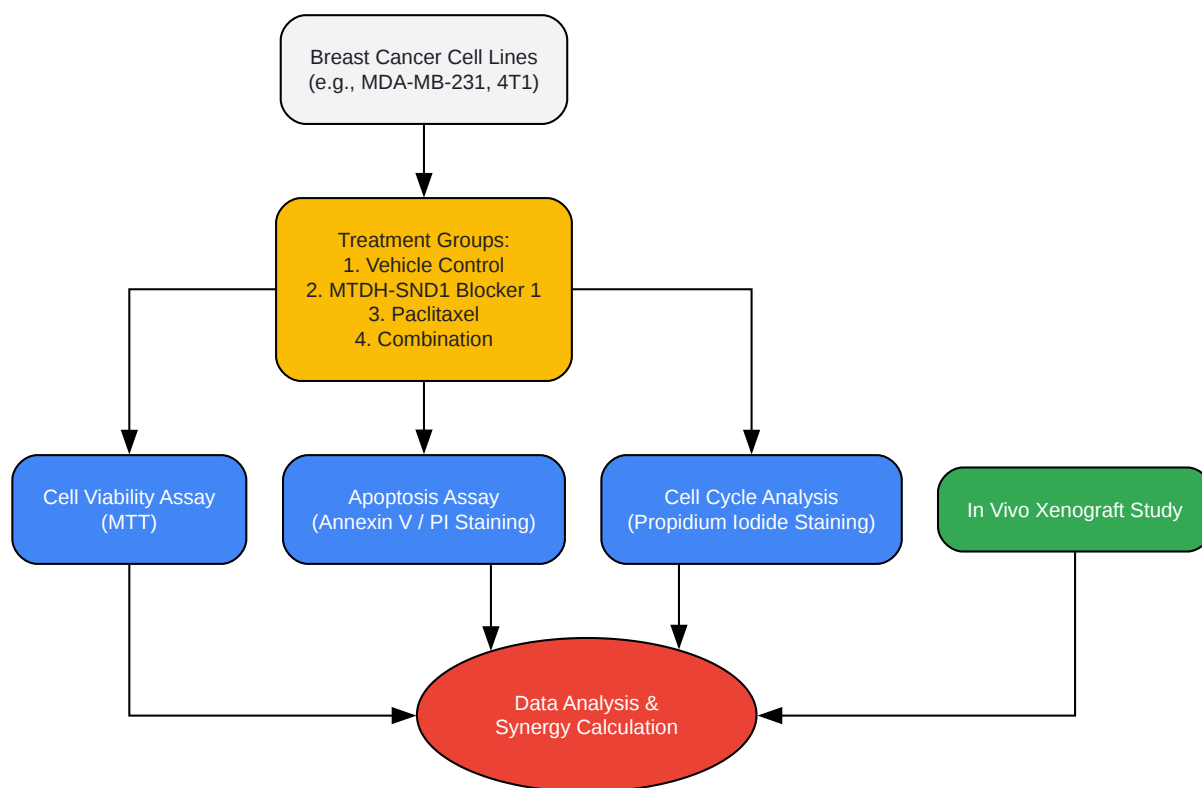 Breast Cancer Cell Lines
(e.g., MDA-MB-231, 4T1)
Treatment Groups:
1. Vehicle Control
2. MTDH-SND1 Blocker 1
3. Paclitaxel
4. Combination
Cell Viability Assay
(MTT)
Apoptosis Assay
(Annexin V / PI Staining)
Cell Cycle Analysis
(Propidium Iodide Staining)
In Vivo Xenograft Study
Data Analysis &
Synergy Calculation